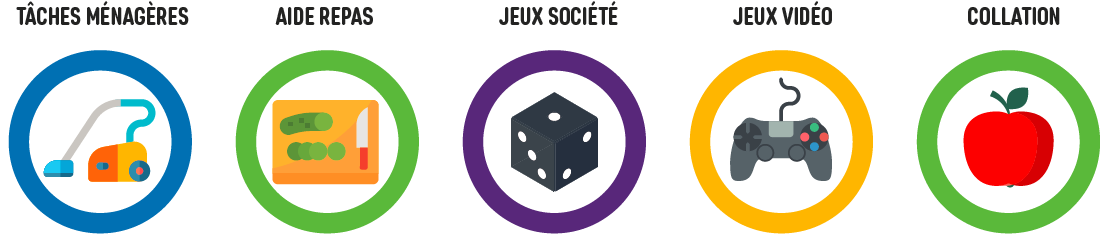 TÂCHES MÉNAGÈRES
AIDE REPAS
JEUX SOCIÉTÉ
JEUX VIDÉO
COLLATION